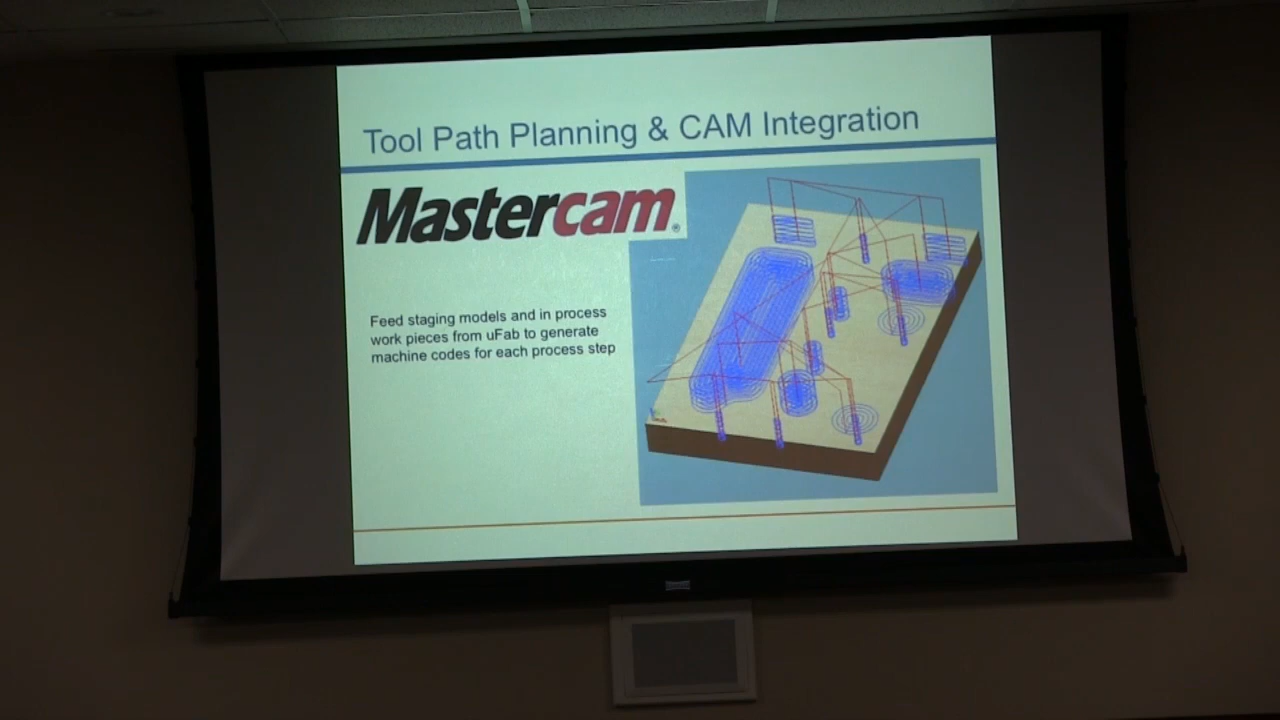 Tool Path Planning & CAM Integration
Mastercam®
Feed staging models and in process
work pieces from uFab to generate
machine codes for each process step